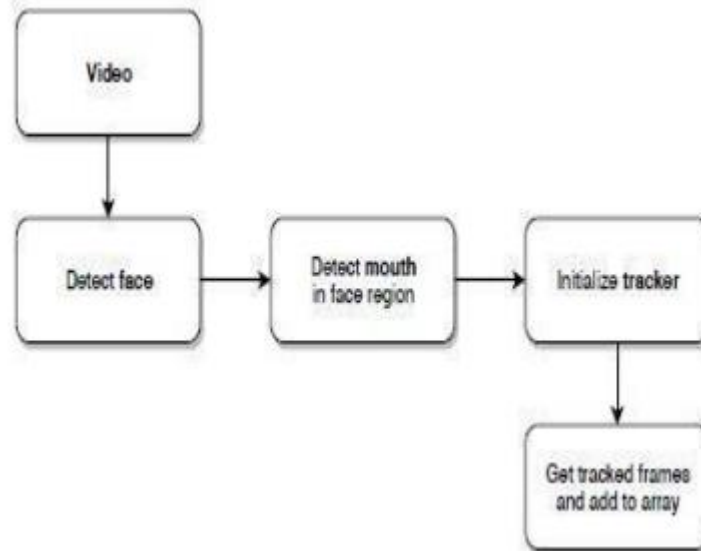 Video
Detect face
Detect mouth
in face region
Initialize tracker
Get tracked frames
and add to array